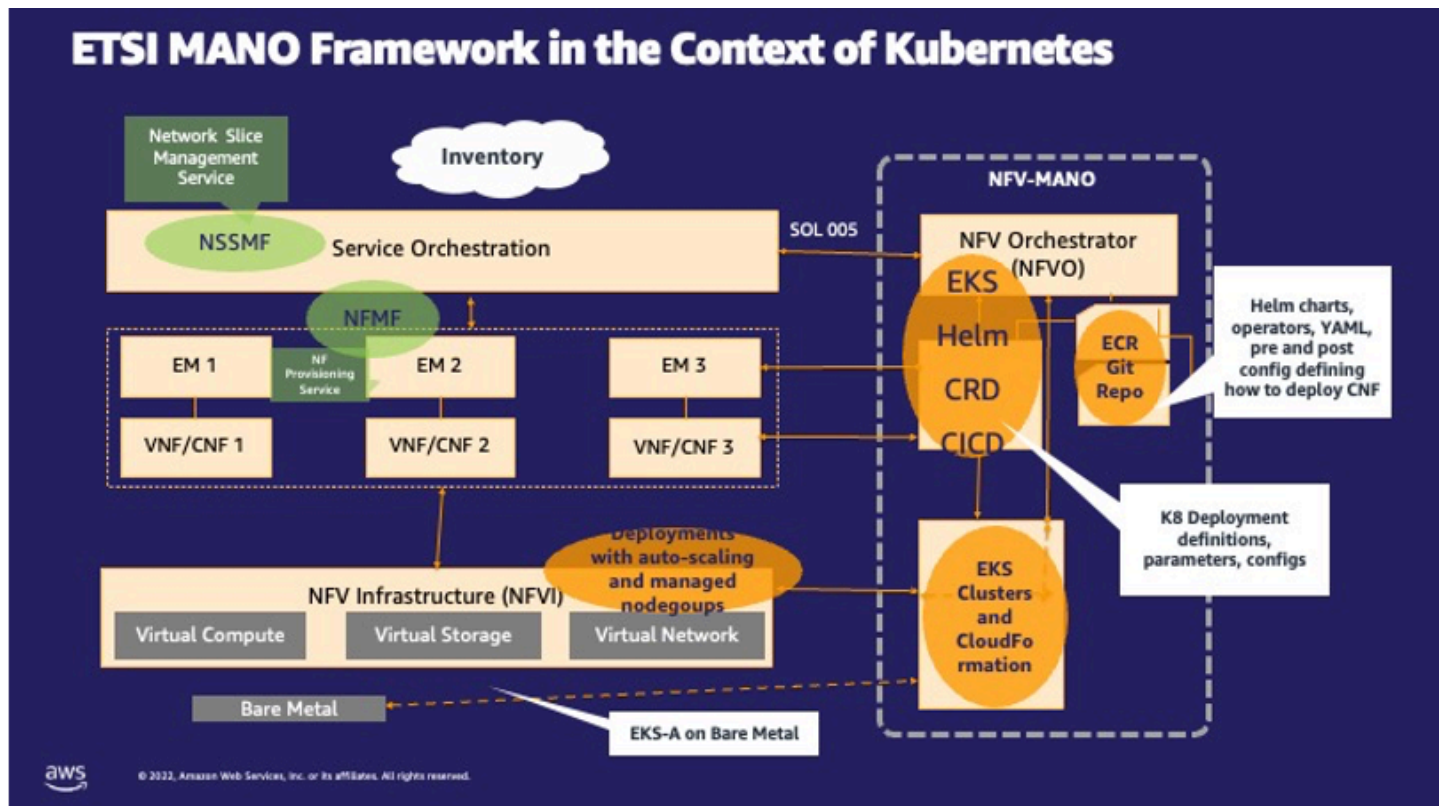 ETSI MANO Framework in the Context of Kubernetes
Network Slice
Management
Service
Inventory
NFV-MANO
NSSMF
Service Orchestration
SOL 005
NFV Orchestrator
(NFVO)
EKS
Helm
CRD
CICD
ECR
Git
Repo
Helm charts,
operators, YAML,
pre and post
config defining
how to deploy CNF
NFMF
EM 1
NF
Provisioning
Service
EM 2
EM 3
VNF/CNF 1
VNF/CNF 2
VNF/CNF 3
K8 Deployment
definitions,
parameters, configs
Deployments
with auto-scaling
and managed
nodegoups
NFV Infrastructure (NFVI)
Virtual Compute
Virtual Storage
Virtual Network
EKS
Clusters
and
CloudFo
rmation
Bare Metal
EKS-A on Bare Metal
aws
© 2022, Amazon Web Services, Inc. or its affiliates. All rights reserved.